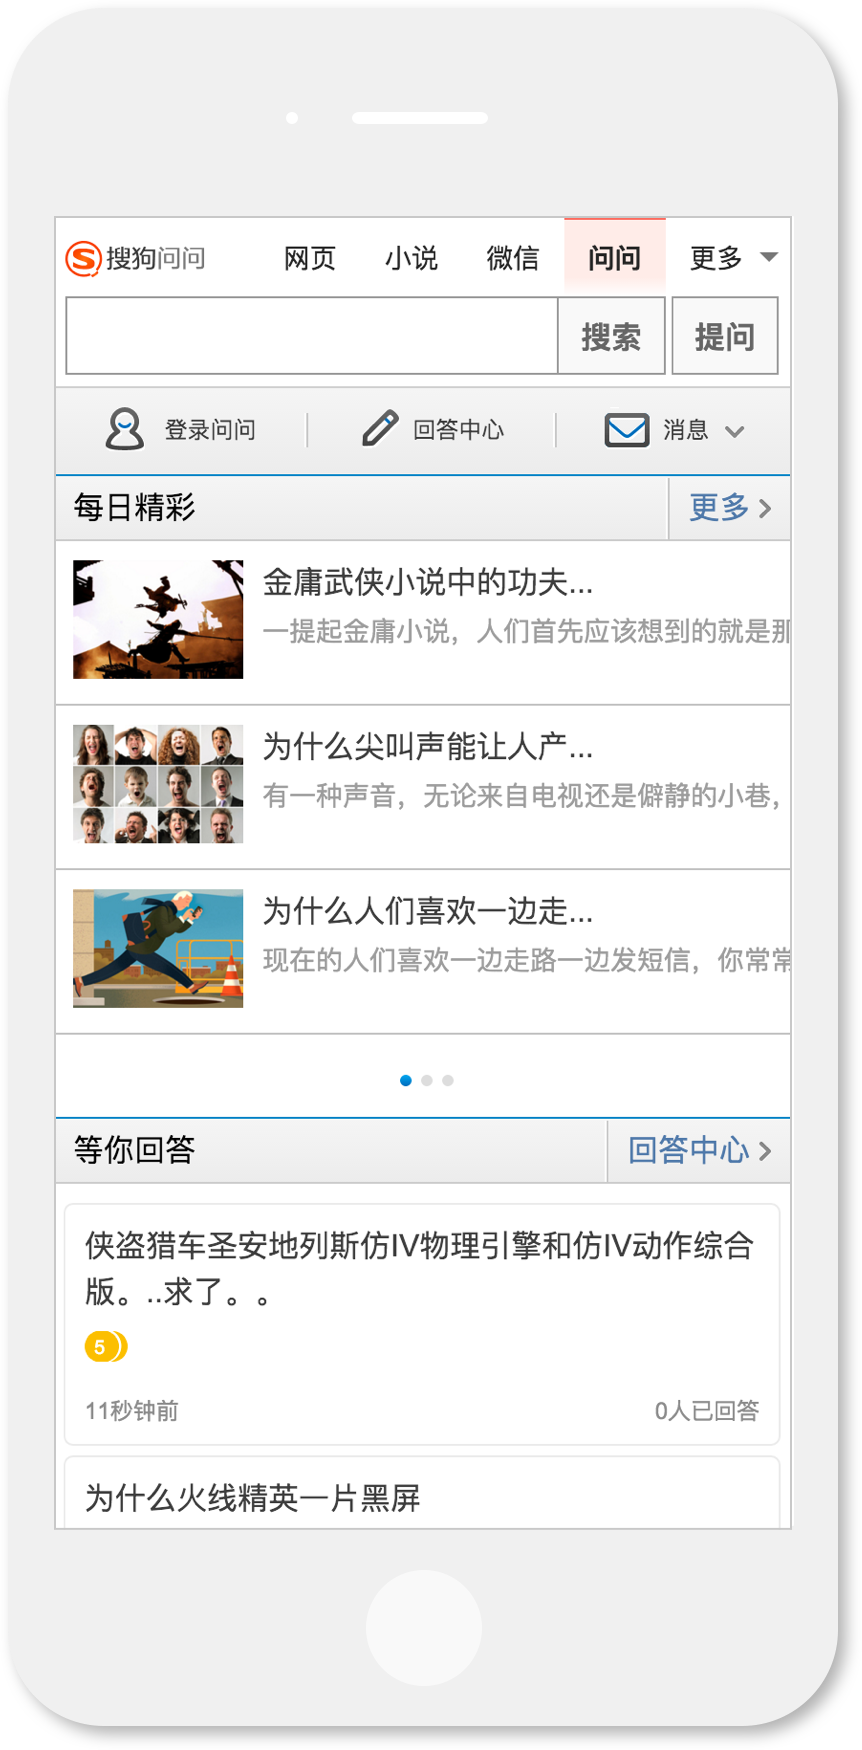 搜狗问问 网页 小说 微信 问问 更多
搜索 提问
登录问问 回答中心 消息
每日精彩 更多
金庸武侠小说中的功夫...
一提起金庸小说，人们首先应该想到的就是那
为什么尖叫声能让人产...
有一种声音，无论来自电视还是僻静的小巷，
为什么人们喜欢一边走...
现在的人们喜欢一边走路一边发短信，你常常
等你回答 回答中心
侠盗猎车圣安地列斯仿IV物理引擎和仿IV动作综合
版。..求了。。
5
11秒钟前 0人已回答
为什么火线精英一片黑屏